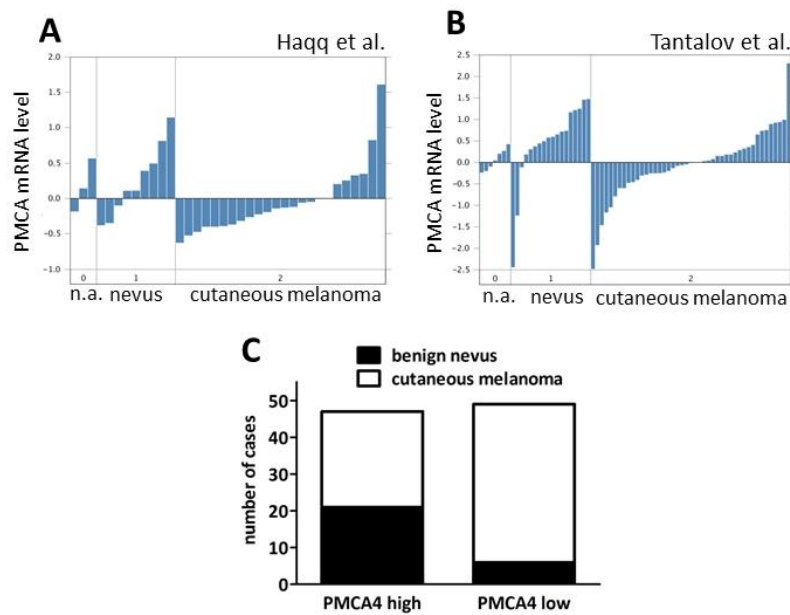 A
Haqq et al.
PMCA mRNA level
2.0
1.5
1.0
0.5
0.0
-0.5
-1.0
0
1
2
n.a. nevus cutaneous melanoma
B
Tantalov et al.
PMCA mRNA level
2.5
2.0
1.5
1.0
0.5
0.0
-0.5
-1.0
-1.5
-2.0
-2.5
0
1
2
n.a. nevus cutaneous melanoma
C
benign nevus
cutaneous melanoma
number of cases
50
40
30
20
10
0
PMCA4 high PMCA4 low